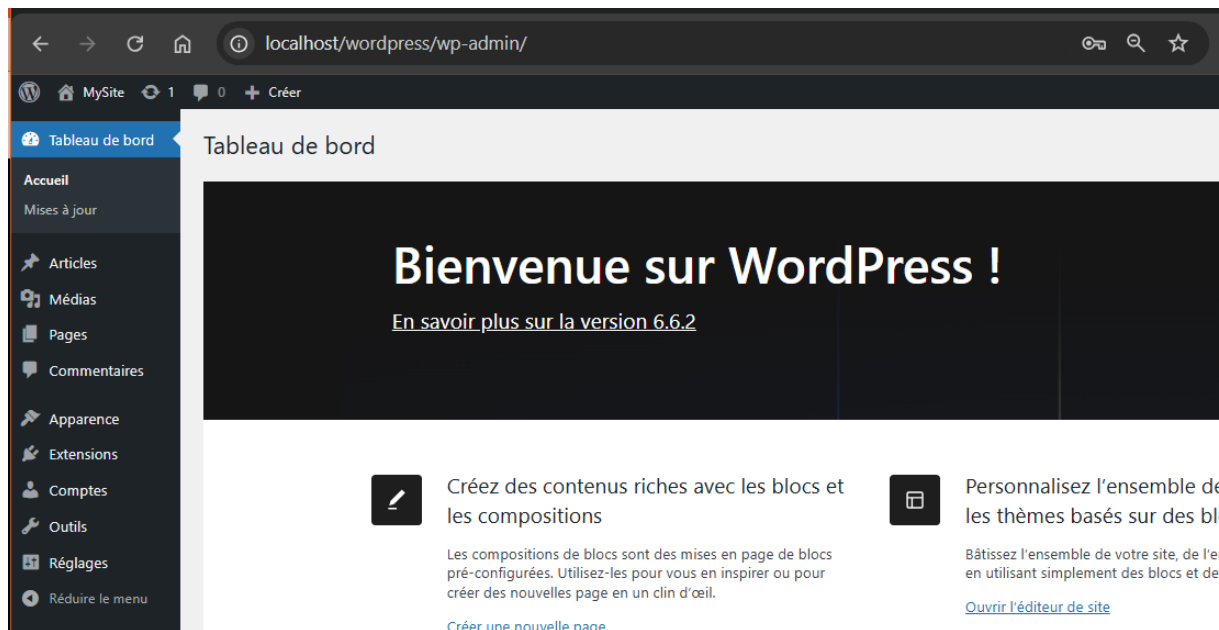 localhost/wordpress/wp-admin/
MySite 1 0 Créer
Tableau de bord
Accueil
Mises à jour
Articles
Médias
Pages
Commentaires
Apparence
Extensions
Comptes
Outils
Réglages
Réduire le menu
Tableau de bord
Bienvenue sur WordPress !
En savoir plus sur la version 6.6.2
Créez des contenus riches avec les blocs et
les compositions
Les compositions de blocs sont des mises en page de blocs
pré-configurées. Utilisez-les pour vous en inspirer ou pour
créer des nouvelles page en un clin d’œil.
Créer une nouvelle page
Personnalisez l’ensemble de
les thèmes basés sur des
Bâtissez l’ensemble de votre site, de
en utilisant simplement des blocs et de
Ouvrir l'éditeur de site